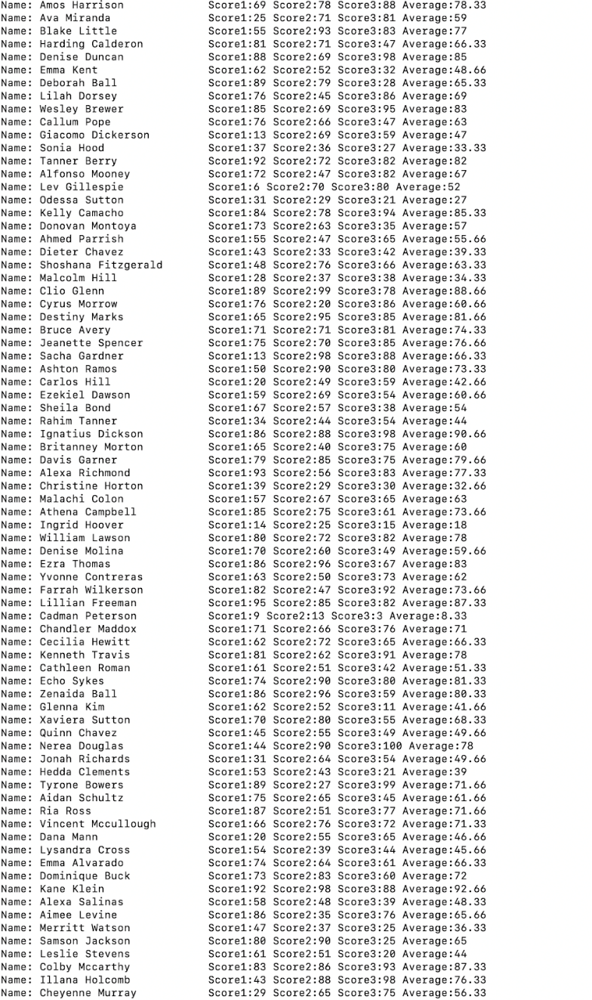 Name: Amos Harrison Score1:69 Score2:78 Score3:88 Average:78.33
Name: Ava Miranda Score1:25 Score2:71 Score3:81 Average:59
Name: Blake Little Score1:55 Score2:93 Score3:83 Average:77
Name: Harding Calderon Score1:81 Score2:71 Score3:47 Average:66.33
Name: Denise Duncan Score1:88 Score2:69 Score3:98 Average:85
Name: Emma Kent Score1:62 Score2:52 Score3:32 Average:48.66
Name: Deborah Ball Score1:89 Score2:79 Score3:28 Average:65.33
Name: Lilah Dorsey Score1:76 Score2:45 Score3:86 Average:69
Name: Wesley Brewer Score1:85 Score2:69 Score3:95 Average:83
Name: Callum Pope Score1:76 Score2:66 Score3:47 Average:63
Name: Giacomo Dickerson Score1:13 Score2:69 Score3:59 Average:47
Name: Sonia Hood Score1:37 Score2:36 Score3:27 Average:33.33
Name: Tanner Berry Score1:92 Score2:72 Score3:82 Average:82
Name: Alfonso Mooney Score1:72 Score2:47 Score3:82 Average:67
Name: Lev Gillespie Score1:6 Score2:70 Score3:80 Average:52
Name: Odessa Sutton Score1:31 Score2:29 Score3:21 Average:27
Name: Kelly Camacho Score1:84 Score2:78 Score3:94 Average:85.33
Name: Donovan Montoya Score1:73 Score2:63 Score3:35 Average:57
Name: Ahmed Parrish Score1:55 Score2:47 Score3:65 Average:55.66
Name: Dieter Chavez Score1:43 Score2:33 Score3:42 Average:39.33
Name: Shoshana Fitzgerald Score1:48 Score2:76 Score3:66 Average:63.33
Name: Malcolm Hill Score1:28 Score2:37 Score3:38 Average:34.33
Name: Clio Glenn Score1:89 Score2:99 Score3:78 Average:88.66
Name: Cyrus Morrow Score1:76 Score2:20 Score3:86 Average:60.66
Name: Destiny Marks Score1:65 Score2:95 Score3:85 Average:81.66
Name: Bruce Avery Score1:71 Score2:71 Score3:81 Average:74.33
Name: Jeanette Spencer Score1:75 Score2:70 Score3:85 Average:76.66
Name: Sacha Gardner Score1:13 Score2:98 Score3:88 Average:66.33
Name: Ashton Ramos Score1:50 Score2:90 Score3:80 Average:73.33
Name: Carlos Hill Score1:20 Score2:49 Score3:59 Average:42.66
Name: Ezekiel Dawson Score1:59 Score2:69 Score3:54 Average:60.66
Name: Sheila Bond Score1:67 Score2:57 Score3:38 Average:54
Name: Rahim Tanner Score1:34 Score2:44 Score3:54 Average:44
Name: Ignatius Dickson Score1:86 Score2:88 Score3:98 Average:90.66
Name: Britanney Morton Score1:65 Score2:40 Score3:75 Average:60
Name: Davis Garner Score1:79 Score2:85 Score3:75 Average:79.66
Name: Alexa Richmond Score1:93 Score2:56 Score3:83 Average:77.33
Name: Christine Horton Score1:39 Score2:29 Score3:30 Average:32.66
Name: Malachi Colon Score1:57 Score2:67 Score3:65 Average:63
Name: Athena Campbell Score1:85 Score2:75 Score3:61 Average:73.66
Name: Ingrid Hoover Score1:14 Score2:25 Score3:15 Average:18
Name: William Lawson Score1:80 Score2:72 Score3:82 Average:78
Name: Denise Molina Score1:70 Score2:60 Score3:49 Average:59.66
Name: Ezra Thomas Score1:86 Score2:96 Score3:67 Average:83
Name: Yvonne Contreras Score1:63 Score2:50 Score3:73 Average:62
Name: Farrah Wilkerson Score1:82 Score2:47 Score3:92 Average:73.66
Name: Lillian Freeman Score1:95 Score2:85 Score3:82 Average:87.33
Name: Cadman Peterson Score1:9 Score2:13 Score3:3 Average:8.33
Name: Chandler Maddox Score1:71 Score2:66 Score3:76 Average:71
Name: Cecilia Hewitt Score1:62 Score2:72 Score3:65 Average:66.33
Name: Kenneth Travis Score1:81 Score2:62 Score3:91 Average:78
Name: Cathleen Roman Score1:61 Score2:51 Score3:42 Average:51.33
Name: Echo Sykes Score1:74 Score2:90 Score3:80 Average:81.33
Name: Zenaida Ball Score1:86 Score2:96 Score3:59 Average:80.33
Name: Glenna Kim Score1:62 Score2:52 Score3:11 Average:41.66
Name: Xaviera Sutton Score1:70 Score2:80 Score3:55 Average:68.33
Name: Quinn Chavez Score1:45 Score2:55 Score3:49 Average:49.66
Name: Nerea Douglas Score1:44 Score2:90 Score3:100 Average:78
Name: Jonah Richards Score1:31 Score2:64 Score3:54 Average:49.66
Name: Hedda Clements Score1:53 Score2:43 Score3:21 Average:39
Name: Tyrone Bowers Score1:89 Score2:27 Score3:99 Average:71.66
Name: Aidan Schultz Score1:75 Score2:65 Score3:45 Average:61.66
Name: Ria Ross Score1:87 Score2:51 Score3:77 Average:71.66
Name: Vincent Mccullough Score1:66 Score2:76 Score3:72 Average:71.33
Name: Dana Mann Score1:20 Score2:55 Score3:65 Average:46.66
Name: Lysandra Cross Score1:54 Score2:39 Score3:44 Average:45.66
Name: Emma Alvarado Score1:74 Score2:64 Score3:61 Average:66.33
Name: Dominique Buck Score1:73 Score2:83 Score3:60 Average:72
Name: Kane Klein Score1:92 Score2:98 Score3:88 Average:92.66
Name: Alexa Salinas Score1:58 Score2:48 Score3:39 Average:48.33
Name: Aimee Levine Score1:86 Score2:35 Score3:76 Average:65.66
Name: Merritt Watson Score1:47 Score2:37 Score3:25 Average:36.33
Name: Samson Jackson Score1:80 Score2:90 Score3:25 Average:65
Name: Leslie Stevens Score1:61 Score2:51 Score3:20 Average:44
Name: Colby Mccarthy Score1:83 Score2:86 Score3:93 Average:87.33
Name: Illana Holcomb Score1:43 Score2:88 Score3:98 Average:76.33
Name: Cheyenne Murray Score1:29 Score2:65 Score3:75 Average:56.33